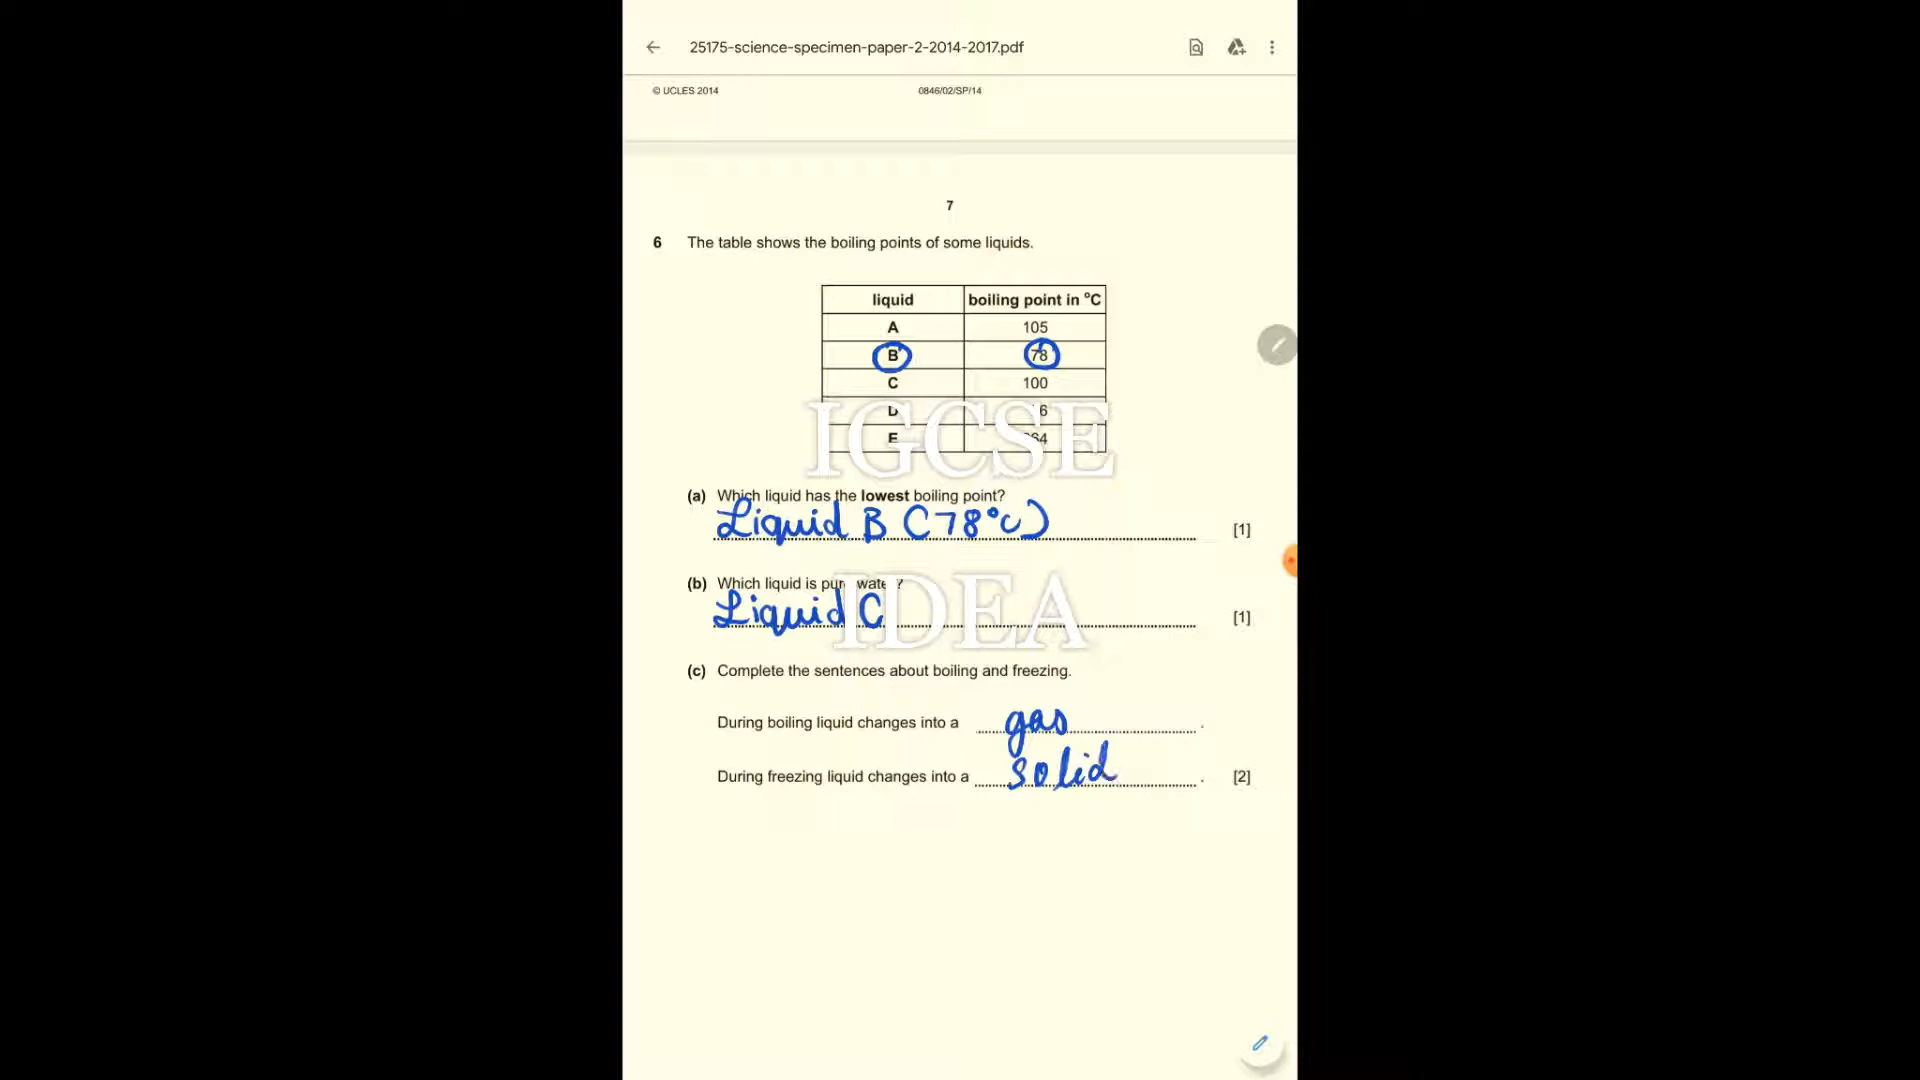 25175-science-specimen-paper-2-2014-2017.pdf
© UCLES 2014 0846/02/SP/14
7
6 The table shows the boiling points of some liquids.
liquid boiling point in °C
A 105
B 78
C 100
D
E
IGCSE
(a) Which liquid has the lowest boiling point?
Liquid B (78°C) [1]
(b) Which liquid is pure water?
Liquid C [1]
IDEA
(c) Complete the sentences about boiling and freezing.
During boiling liquid changes into a gas .
During freezing liquid changes into a solid . [2]